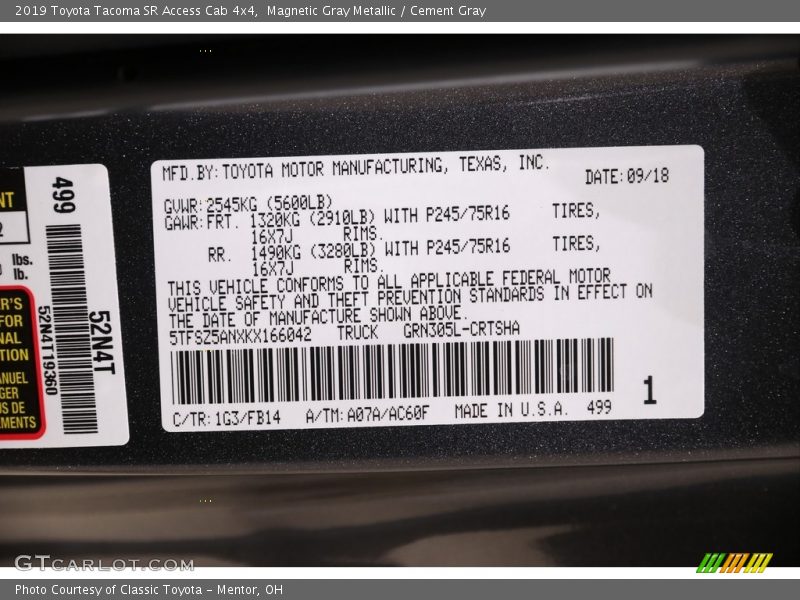 2019 Toyota Tacoma SR Access Cab 4x4,  Magnetic Gray Metallic / Cement Gray
MFD.BY: TOYOTA MOTOR MANUFACTURING, TEXAS, INC.
DATE: 09/18
GVWR: 2545KG (5600LB)
GAWR: FRT. 1320KG (2910LB) WITH P245/75R16 TIRES,
16X7J RIMS.
RR. 1490KG (3280LB) WITH P245/75R16 TIRES,
16X7J RIMS.
THIS VEHICLE CONFORMS TO ALL APPLICABLE FEDERAL MOTOR
VEHICLE SAFETY AND THEFT PREVENTION STANDARDS IN EFFECT ON
THE DATE OF MANUFACTURE SHOWN ABOVE.
5TFSZ5ANXKX166042 TRUCK GRN305L-CRTSHA
1
C/TR: 1G3/FB14 A/TM: A07A/AC60F MADE IN U.S.A. 499
499
52N4T
52N4T19360
lbs.
lb.
GTCARLOT.COM
Photo Courtesy of Classic Toyota - Mentor, OH